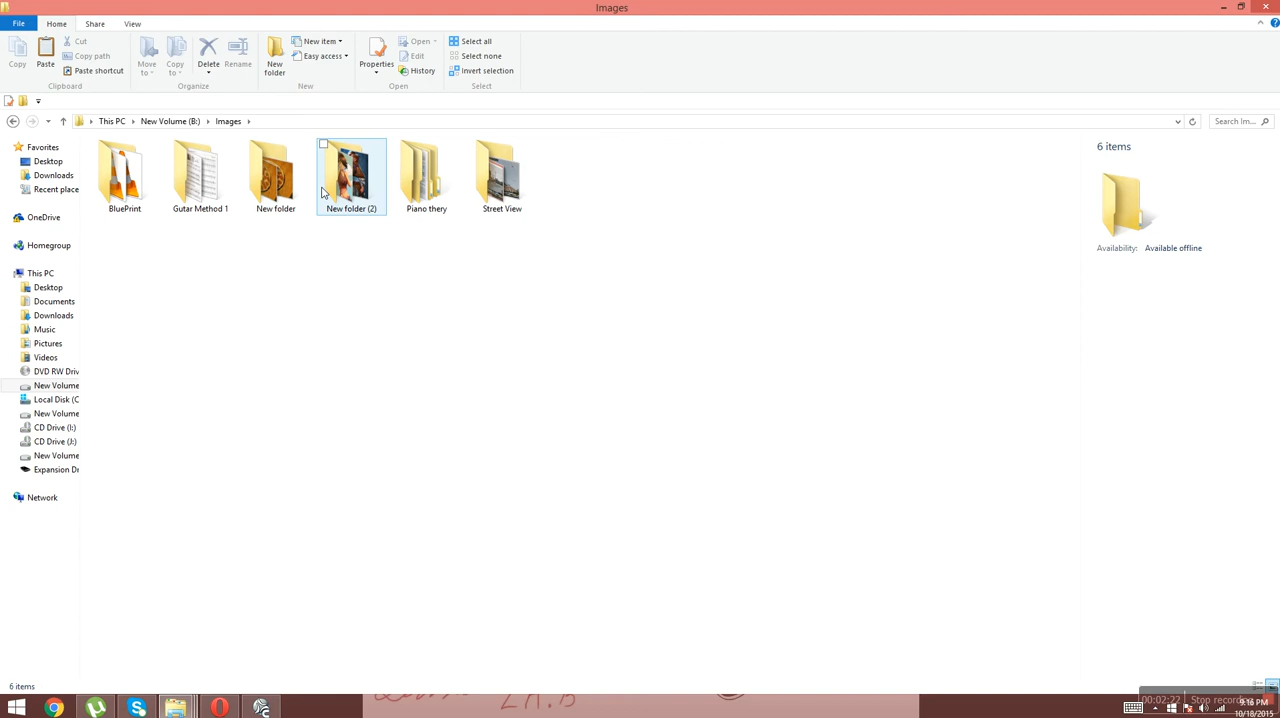 Images
File
Home
Share
View
Copy
Paste
Cut
Copy path
Paste shortcut
Clipboard
Move to
Copy to
Delete
Rename
Organize
New folder
New item
Easy access
New
Properties
Open
Edit
History
Open
Select all
Select none
Invert selection
Select
This PC
New Volume (B:)
Images
Search Im...
Favorites
Desktop
Downloads
Recent place
OneDrive
Homegroup
This PC
Desktop
Documents
Downloads
Music
Pictures
Videos
DVD RW Driv
New Volume
Local Disk (C
New Volume
CD Drive (I:)
CD Drive (J:)
New Volume
Expansion Dr
Network
BluePrint
Gutar Method 1
New folder
New folder (2)
Piano thery
Street View
6 items
Availability: Available offline
6 items
00:02:22
Stop recording
9:16 PM
10/18/2015